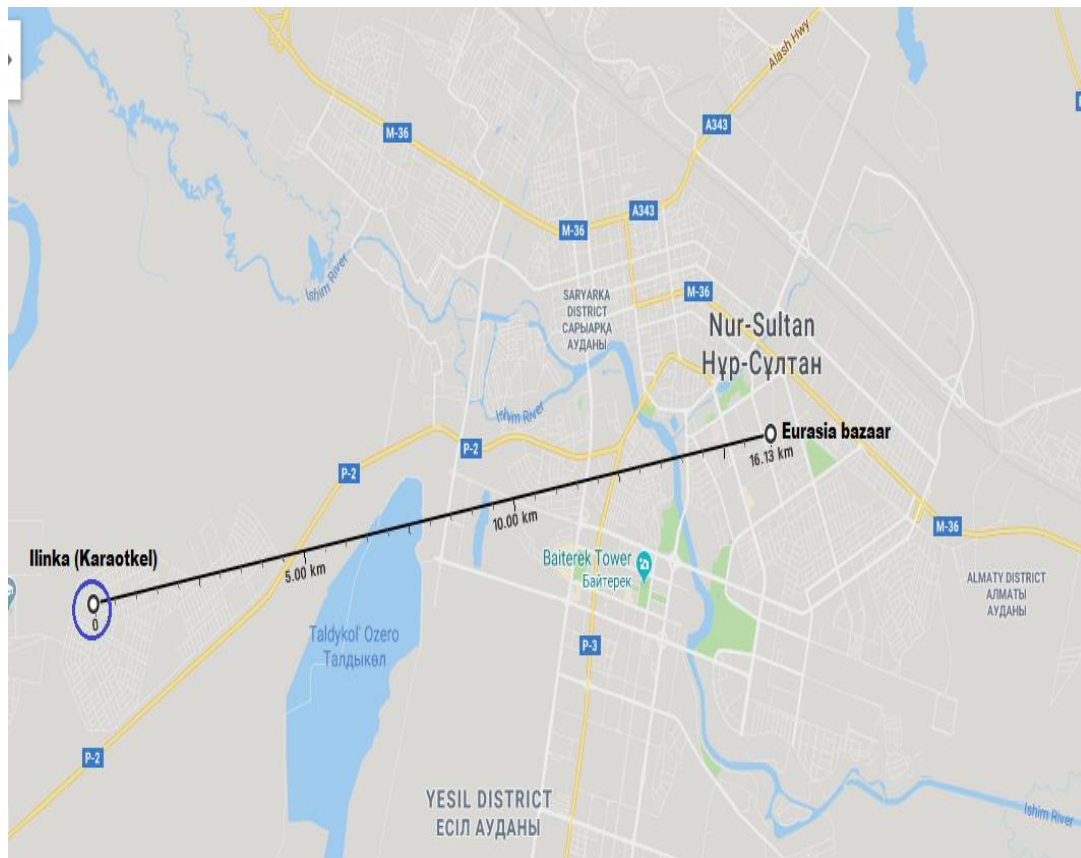 Alash Hwy
A343
M-36
A343
M-36
Ishim River
SARYARKA
DISTRICT
САРЫАРҚА
АУДАНЫ
M-36
Nur-Sultan
Нұр-Сұлтан
Ishim River
Eurasia bazaar
16.13 km
P-2
P-2
10.00 km
M-36
Ilinka (Karaotkel)
5.00 km
Baiterek Tower
Байтерек
ALMATY DISTRICT
АЛМАТЫ
АУДАНЫ
0
Taldykol' Ozero
Талдыкөл
P-3
P-2
YESIL DISTRICT
ЕСІЛ АУДАНЫ
Ishim River